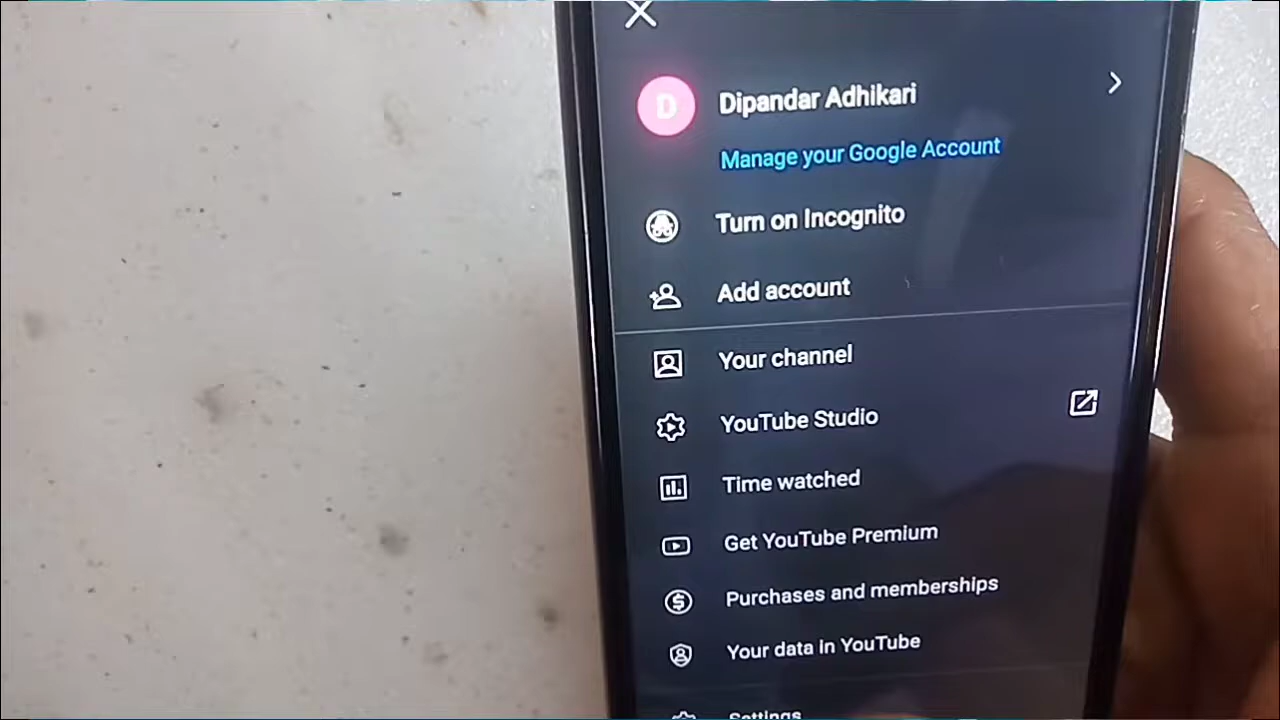 D
Dipandar Adhikari
Manage your Google Account
Turn on Incognito
Add account
Your channel
YouTube Studio
Time watched
Get YouTube Premium
Purchases and memberships
Your data in YouTube
Settings